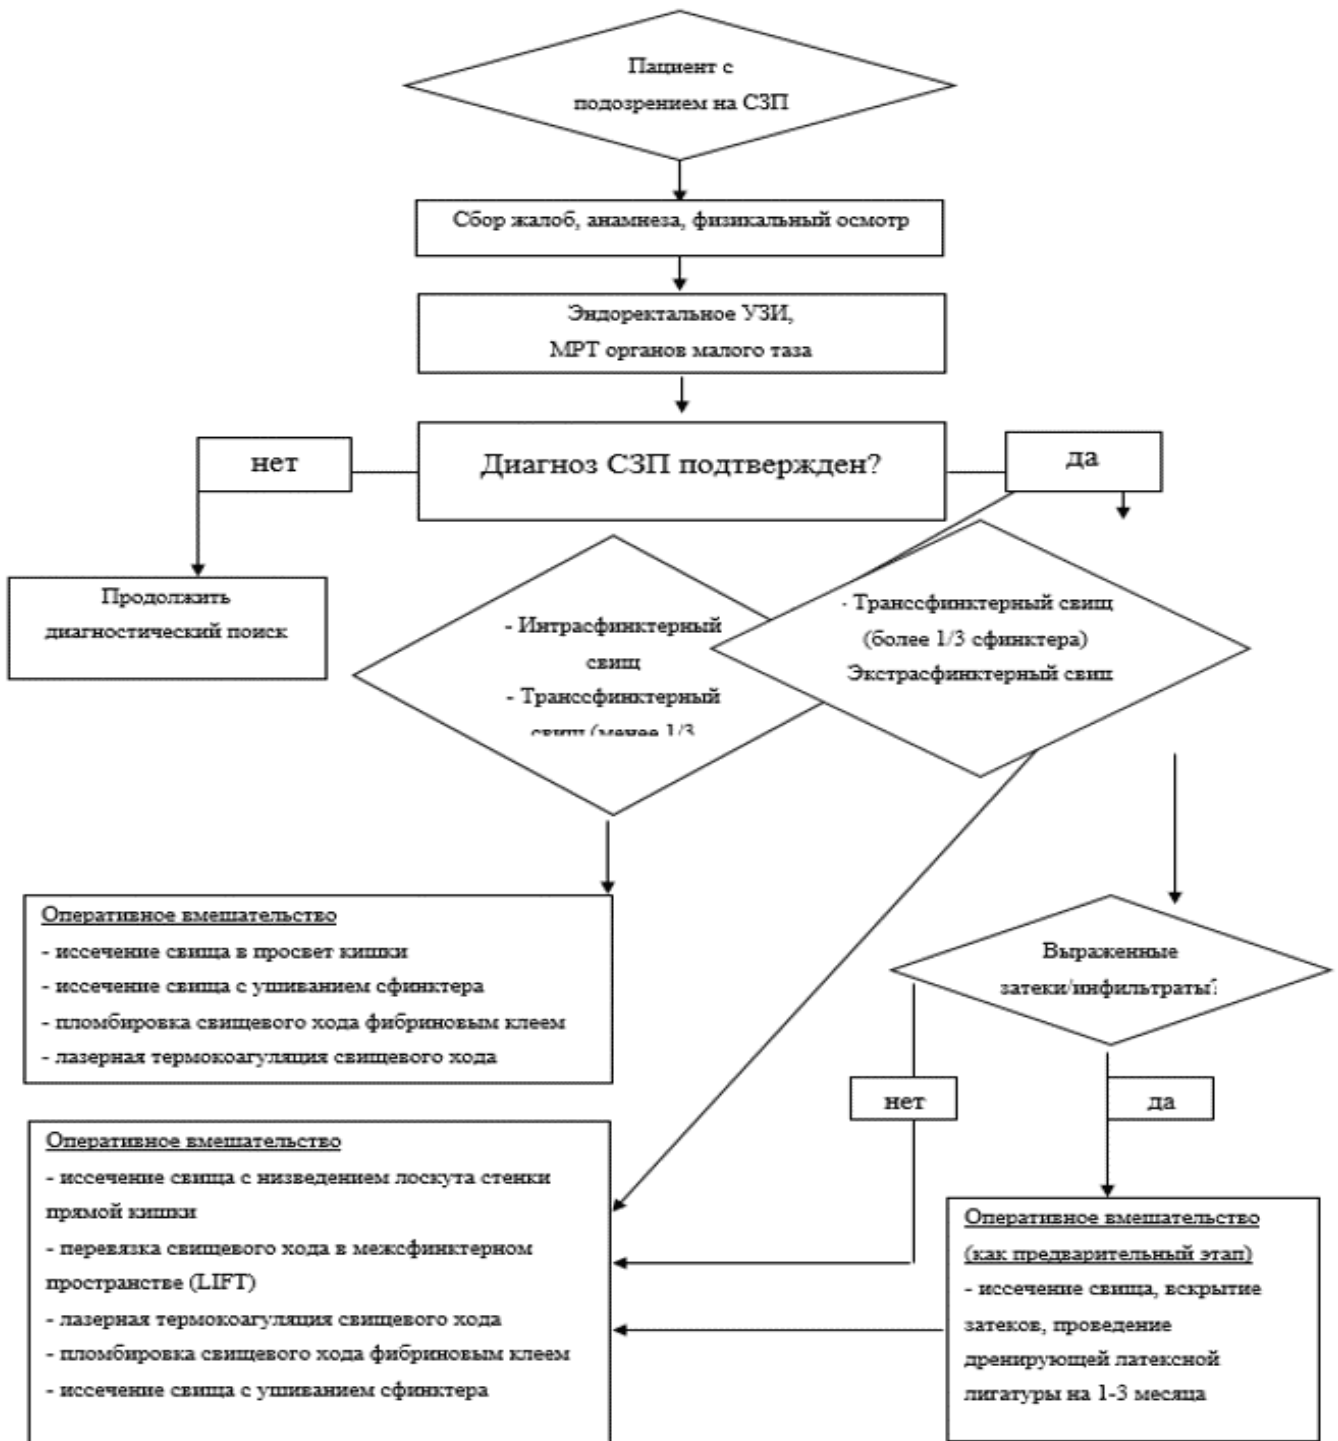 Пациент с
подозрением на СЗП
Сбор жалоб, анамнеза, физикальный осмотр
Эндоректальное УЗИ,
МРТ органов малого таза
нет
Диагноз СЗП подтвержден?
да
Продолжить
диагностический поиск
- Интрасфинктерный
свищ
- Транссфинктерный
свищ (менее 1/3
- Транссфинктерный свищ
(более 1/3 сфинктера)
Экстрасфинктерный свищ
Оперативное вмешательство
- иссечение свища в просвет кишки
- иссечение свища с ушиванием сфинктера
- пломбировка свищевого хода фибриновым клеем
- лазерная термокоагуляция свищевого хода
Выраженные
затеки/инфильтраты?
нет
да
Оперативное вмешательство
- иссечение свища с низведением лоскута стенки
прямой кишки
- перевязка свищевого хода в межсфинктерном
пространстве (LIFT)
- лазерная термокоагуляция свищевого хода
- пломбировка свищевого хода фибриновым клеем
- иссечение свища с ушиванием сфинктера
Оперативное вмешательство
(как предварительный этап)
- иссечение свища, вскрытие
затеков, проведение
дренирующей латексной
лигатуры на 1-3 месяца